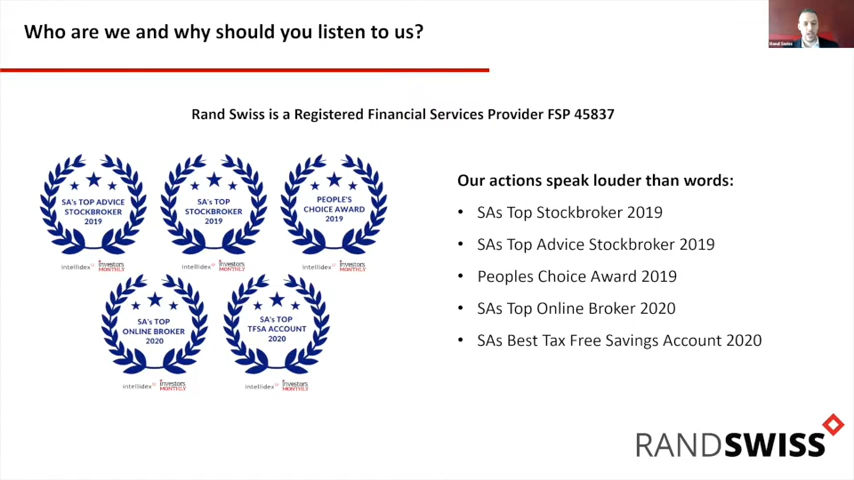 Who are we and why should you listen to us?
Rand Swiss
Rand Swiss is a Registered Financial Services Provider FSP 45837
SA's TOP ADVICE
STOCKBROKER
2019
intellidex
Investors
MONTHLY
SA's TOP
STOCKBROKER
2019
intellidex
Investors
MONTHLY
PEOPLE'S
CHOICE AWARD
2019
intellidex
Investors
MONTHLY
SA's TOP
ONLINE BROKER
2020
intellidex
Investors
MONTHLY
SA's TOP
TFSA ACCOUNT
2020
intellidex
Investors
MONTHLY
Our actions speak louder than words:
• SAs Top Stockbroker 2019
• SAs Top Advice Stockbroker 2019
• Peoples Choice Award 2019
• SAs Top Online Broker 2020
• SAs Best Tax Free Savings Account 2020
RANDSWISS